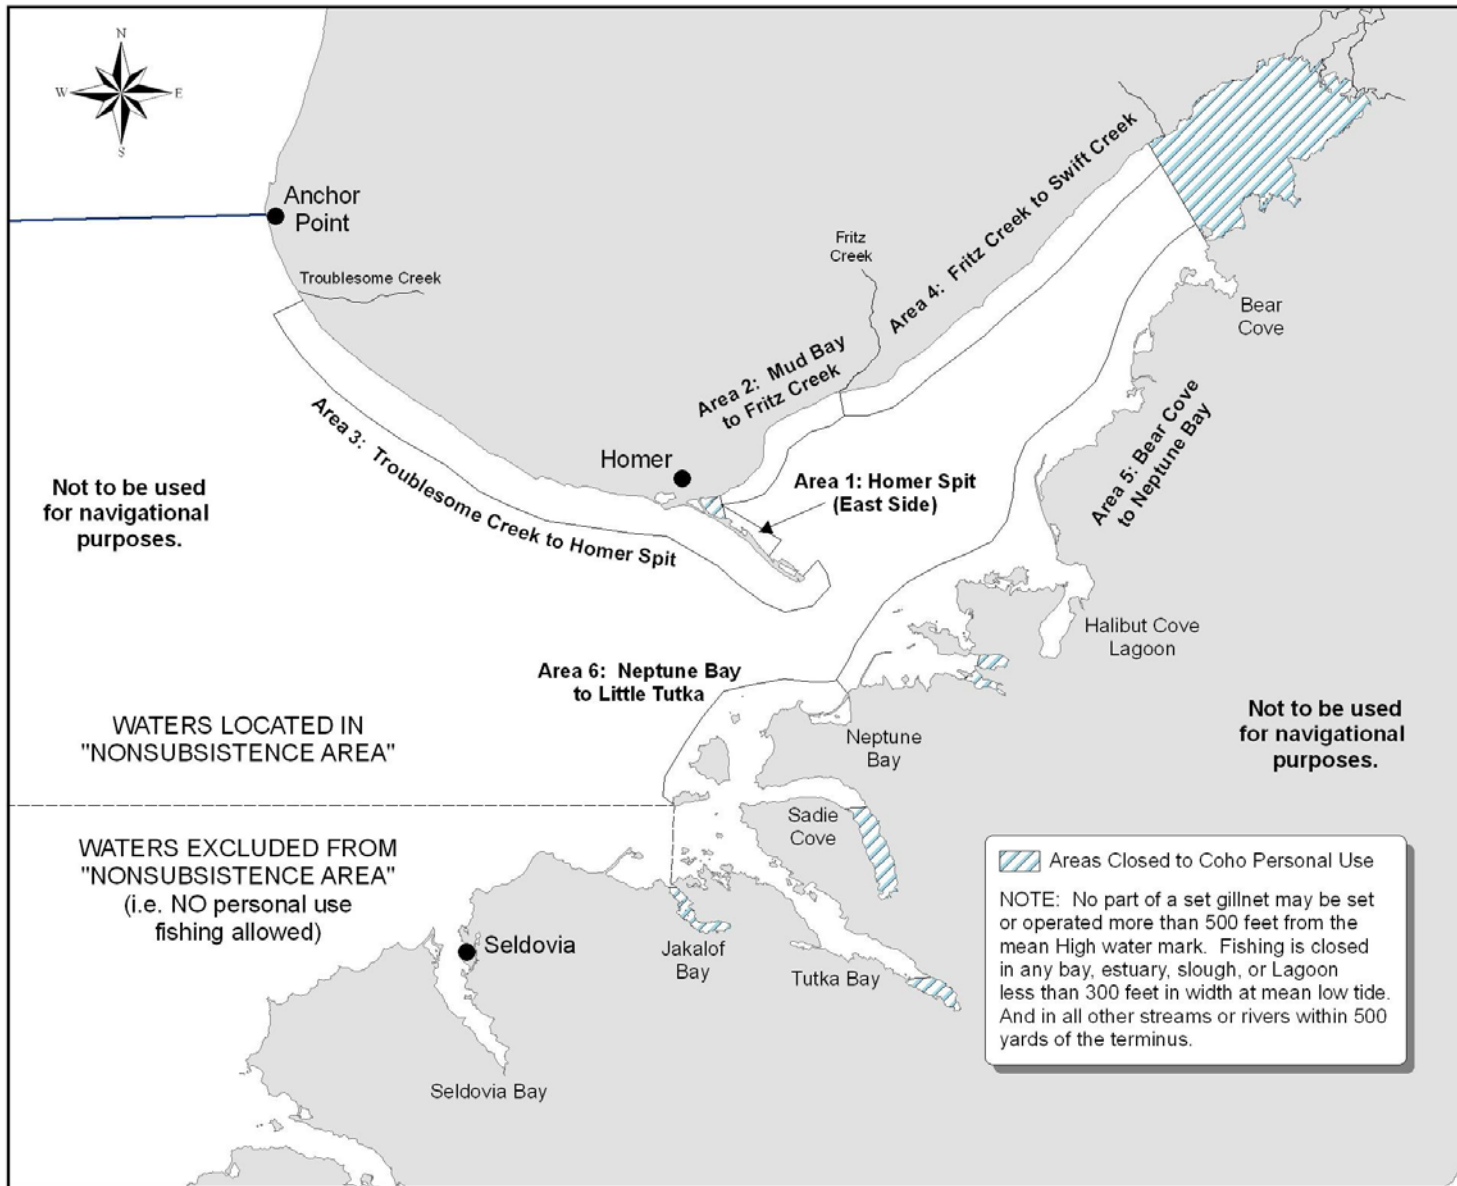 N
W
E
S
Anchor
Point
Troublesome Creek
Fritz
Creek
Area 4: Fritz Creek to Swift Creek
Bear
Cove
Area 2: Mud Bay
to Fritz Creek
Area 3: Troublesome Creek to Homer Spit
Homer
Area 1: Homer Spit
(East Side)
Area 5: Bear Cove
to Neptune Bay
Not to be used
for navigational
purposes.
Halibut Cove
Lagoon
Area 6: Neptune Bay
to Little Tutka
WATERS LOCATED IN
"NONSUBSISTENCE AREA"
Neptune
Bay
Not to be used
for navigational
purposes.
Sadie
Cove
WATERS EXCLUDED FROM
"NONSUBSISTENCE AREA"
(i.e. NO personal use
fishing allowed)
Seldovia
Jakalof
Bay
Tutka Bay
Seldovia Bay
Areas Closed to Coho Personal Use
NOTE: No part of a set gillnet may be set
or operated more than 500 feet from the
mean High water mark. Fishing is closed
in any bay, estuary, slough, or Lagoon
less than 300 feet in width at mean low tide.
And in all other streams or rivers within 500
yards of the terminus.